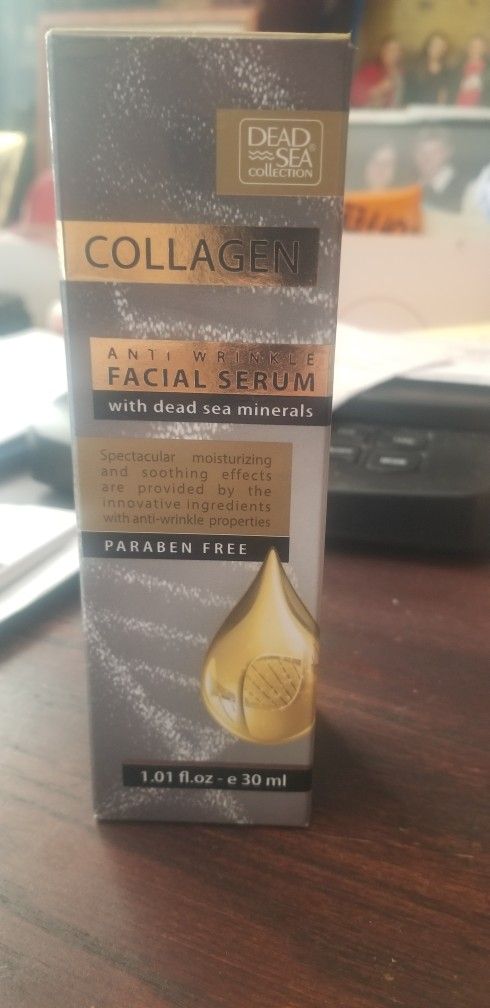 DEAD
SEA®
COLLECTION
COLLAGEN
ANTI WRINKLE
FACIAL SERUM
with dead sea minerals
Spectacular moisturizing
and soothing effects
are provided by the
innovative ingredients
with anti-wrinkle properties
PARABEN FREE
1.01 fl.oz - e 30 ml